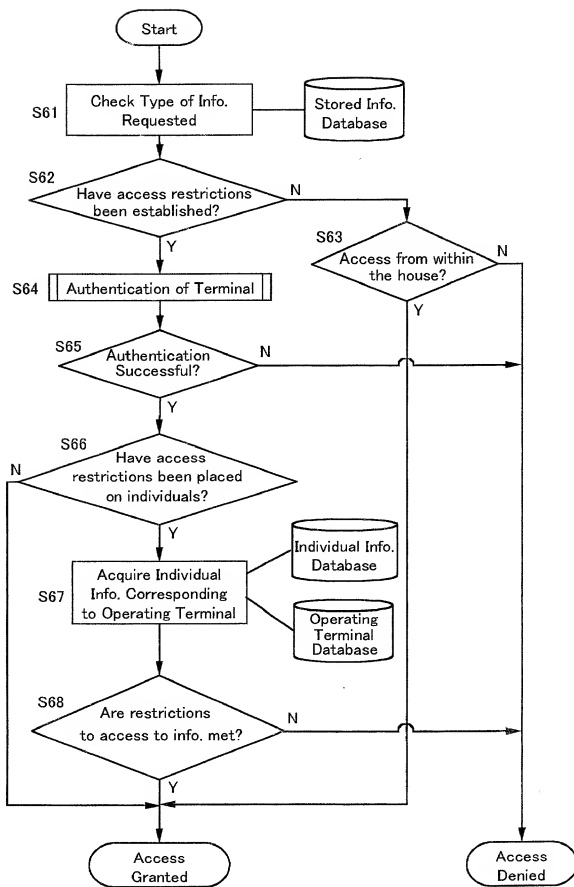 Start
S61
Check Type of Info.
Requested
Stored Info.
Database
S62
Have access restrictions
been established?
N
Y
S63
Access from within
the house?
N
Y
S64
Authentication of Terminal
S65
Authentication
Successful?
N
Y
S66
Have access
restrictions been placed
on individuals?
N
Y
S67
Acquire Individual
Info. Corresponding
to Operating Terminal
Individual Info.
Database
Operating
Terminal
Database
S68
Are restrictions
to access to info. met?
N
Y
Access
Granted
Access
Denied